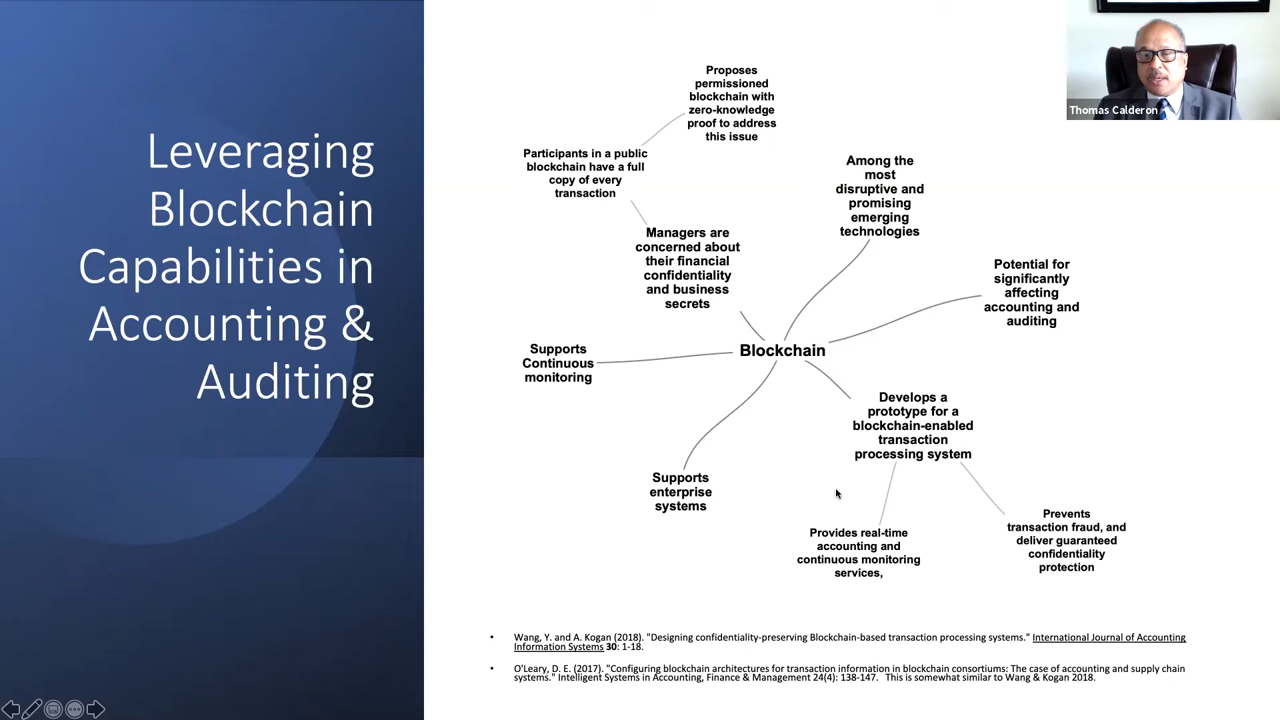 Leveraging
Blockchain
Capabilities in
Accounting &
Auditing
Proposes
permissioned
blockchain with
zero-knowledge
proof to address
this issue
Participants in a public
blockchain have a full
copy of every
transaction
Managers are
concerned about
their financial
confidentiality
and business
secrets
Among the
most
disruptive and
promising
emerging
technologies
Potential for
significantly
affecting
accounting and
auditing
Blockchain
Supports
Continuous
monitoring
Supports
enterprise
systems
Develops a
prototype for a
blockchain-enabled
transaction
processing system
Provides real-time
accounting and
continuous monitoring
services,
Prevents
transaction fraud, and
deliver guaranteed
confidentiality
protection
• Wang, Y. and A. Kogan (2018). "Designing confidentiality-preserving Blockchain-based transaction processing systems." International Journal of Accounting
Information Systems 30: 1-18.
• O'Leary, D. E. (2017). "Configuring blockchain architectures for transaction information in blockchain consortiums: The case of accounting and supply chain
systems." Intelligent Systems in Accounting, Finance & Management 24(4): 138-147. This is somewhat similar to Wang & Kogan 2018.
Thomas Calderon